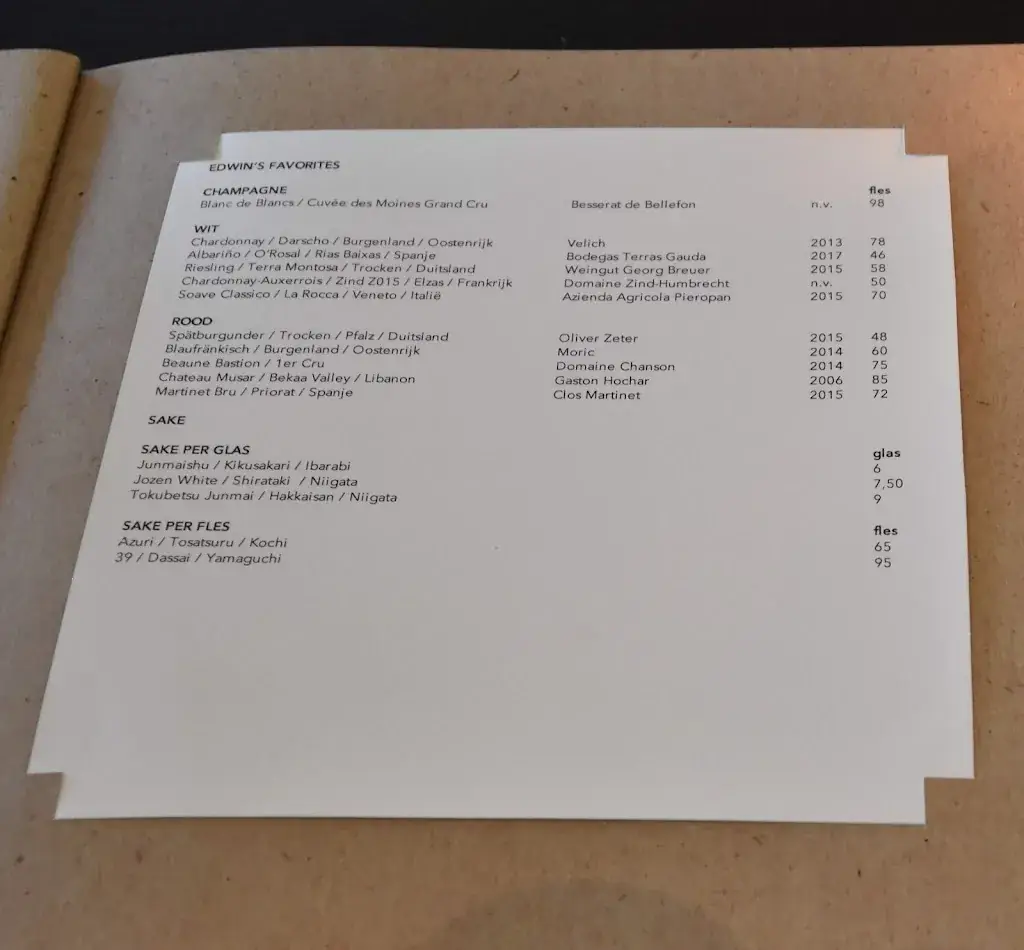 EDWIN'S FAVORITES
CHAMPAGNE fles
Blanc de Blancs / Cuvée des Moines Grand Cru Besserat de Bellefon n.v. 98
WIT
Chardonnay / Darscho / Burgenland / Oostenrijk Velich 2013 78
Albariño / O'Rosal / Rias Baixas / Spanje Bodegas Terras Gauda 2017 46
Riesling / Terra Montosa / Trocken / Duitsland Weingut Georg Breuer 2015 58
Chardonnay-Auxerrois / Zind Z015 / Elzas / Frankrijk Domaine Zind-Humbrecht n.v. 50
Soave Classico / La Rocca / Veneto / Italië Azienda Agricola Pieropan 2015 70
ROOD
Spätburgunder / Trocken / Pfalz / Duitsland Oliver Zeter 2015 48
Blaufränkisch / Burgenland / Oostenrijk Moric 2014 60
Beaune Bastion / 1er Cru Domaine Chanson 2014 75
Chateau Musar / Bekaa Valley / Libanon Gaston Hochar 2006 85
Martinet Bru / Priorat / Spanje Clos Martinet 2015 72
SAKE
SAKE PER GLAS glas
Junmaishu / Kikusakari / Ibarabi 6
Jozen White / Shirataki / Niigata 7,50
Tokubetsu Junmai / Hakkaisan / Niigata 9
SAKE PER FLES fles
Azuri / Tosatsuru / Kochi 65
39 / Dassai / Yamaguchi 95